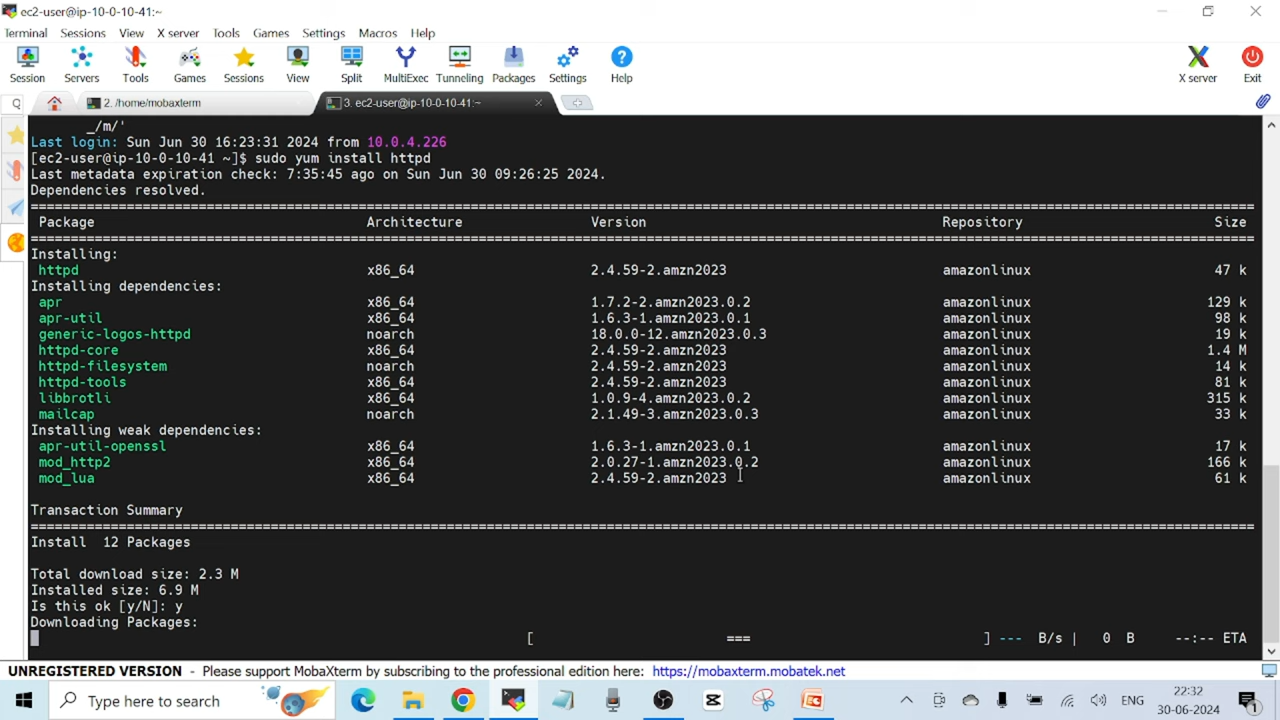 ec2-user@ip-10-0-10-41:~
Terminal Sessions View X server Tools Games Settings Macros Help
Session Servers Tools Games Sessions View Split MultiExec Tunneling Packages Settings Help X server Exit
2. /home/mobaxterm 3. ec2-user@ip-10-0-10-41:~
_/m/'
Last login: Sun Jun 30 16:23:31 2024 from 10.0.4.226
[ec2-user@ip-10-0-10-41 ~]$ sudo yum install httpd
Last metadata expiration check: 7:35:45 ago on Sun Jun 30 09:26:25 2024.
Dependencies resolved.
================================================================================
Package Architecture Version Repository Size
================================================================================
Installing:
httpd x86_64 2.4.59-2.amzn2023 amazonlinux 47 k
Installing dependencies:
apr x86_64 1.7.2-2.amzn2023.0.2 amazonlinux 129 k
apr-util x86_64 1.6.3-1.amzn2023.0.1 amazonlinux 98 k
generic-logos-httpd noarch 18.0.0-12.amzn2023.0.3 amazonlinux 19 k
httpd-core x86_64 2.4.59-2.amzn2023 amazonlinux 1.4 M
httpd-filesystem noarch 2.4.59-2.amzn2023 amazonlinux 14 k
httpd-tools x86_64 2.4.59-2.amzn2023 amazonlinux 81 k
libbrotli x86_64 1.0.9-4.amzn2023.0.2 amazonlinux 315 k
mailcap noarch 2.1.49-3.amzn2023.0.3 amazonlinux 33 k
Installing weak dependencies:
apr-util-openssl x86_64 1.6.3-1.amzn2023.0.1 amazonlinux 17 k
mod_http2 x86_64 2.0.27-1.amzn2023.0.2 amazonlinux 166 k
mod_lua x86_64 2.4.59-2.amzn2023 amazonlinux 61 k
Transaction Summary
================================================================================
Install 12 Packages
Total download size: 2.3 M
Installed size: 6.9 M
Is this ok [y/N]: y
Downloading Packages:
[ === ] --- B/s | 0 B --:-- ETA
UNREGISTERED VERSION - Please support MobaXterm by subscribing to the professional edition here: https://mobaxterm.mobatek.net
Type here to search ENG 22:32
30-06-2024 1